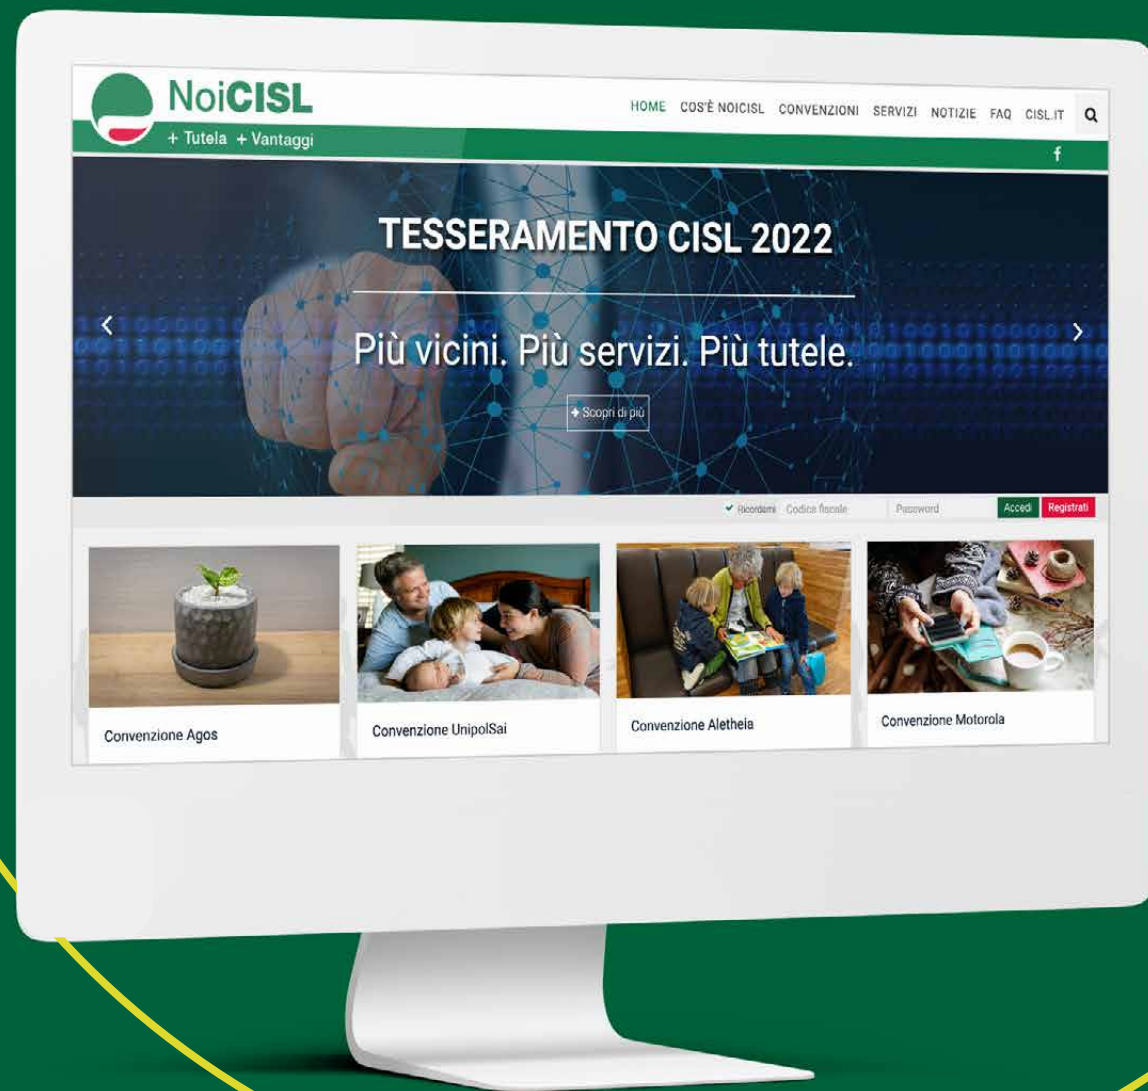 NoiCISL
+ Tutela + Vantaggi
HOME COS'È NOICISL CONVENZIONI SERVIZI NOTIZIE FAQ CISL.IT
f
TESSERAMENTO CISL 2022
Più vicini. Più servizi. Più tutele.
+ Scopri di più
Ricordami Codice fiscale Password Accedi Registrati
Convenzione Agos
Convenzione UnipolSai
Convenzione Aletheia
Convenzione Motorola